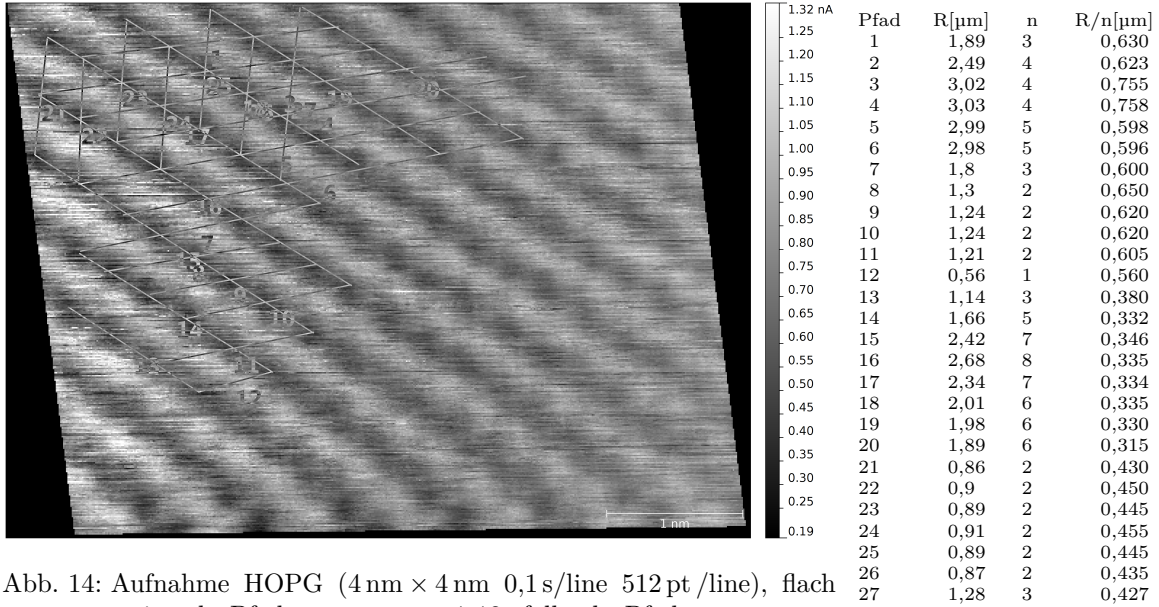 1.32 nA
1.25
1.20
1.15
1.10
1.05
1.00
0.95
0.90
0.85
0.80
0.75
0.70
0.65
0.60
0.55
0.50
0.45
0.40
0.35
0.30
0.25
0.19
1 nm
Abb. 14: Aufnahme HOPG (4 nm × 4 nm 0,1 s/line 512 pt /line), flach
Pfad R[µm] n R/n[µm]
1 1,89 3 0,630
2 2,49 4 0,623
3 3,02 4 0,755
4 3,03 4 0,758
5 2,99 5 0,598
6 2,98 5 0,596
7 1,8 3 0,600
8 1,3 2 0,650
9 1,24 2 0,620
10 1,24 2 0,620
11 1,21 2 0,605
12 0,56 1 0,560
13 1,14 3 0,380
14 1,66 5 0,332
15 2,42 7 0,346
16 2,68 8 0,335
17 2,34 7 0,334
18 2,01 6 0,335
19 1,98 6 0,330
20 1,89 6 0,315
21 0,86 2 0,430
22 0,9 2 0,450
23 0,89 2 0,445
24 0,91 2 0,455
25 0,89 2 0,445
26 0,87 2 0,435
27 1,28 3 0,427